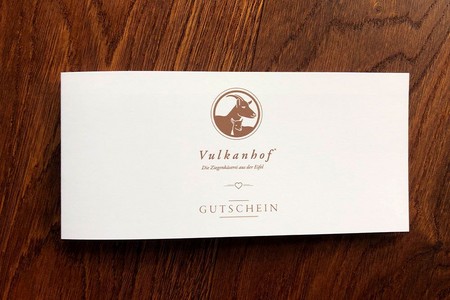 Vulkanhof
Die Ziegenkäserei aus der Eifel
GUTSCHEIN